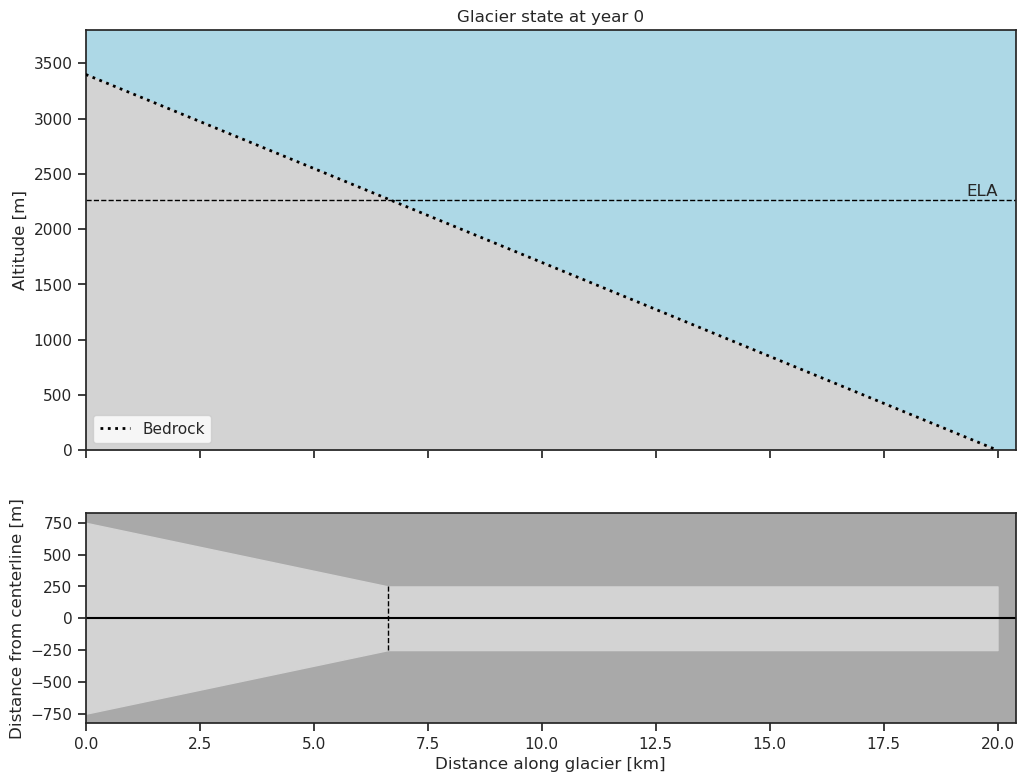 Glacier state at year 0
3500
3000
2500
2000
1500
1000
500
0
Altitude [m]
ELA
Bedrock
750
500
250
0
−250
−500
−750
Distance from centerline [m]
0.0 2.5 5.0 7.5 10.0 12.5 15.0 17.5 20.0
Distance along glacier [km]